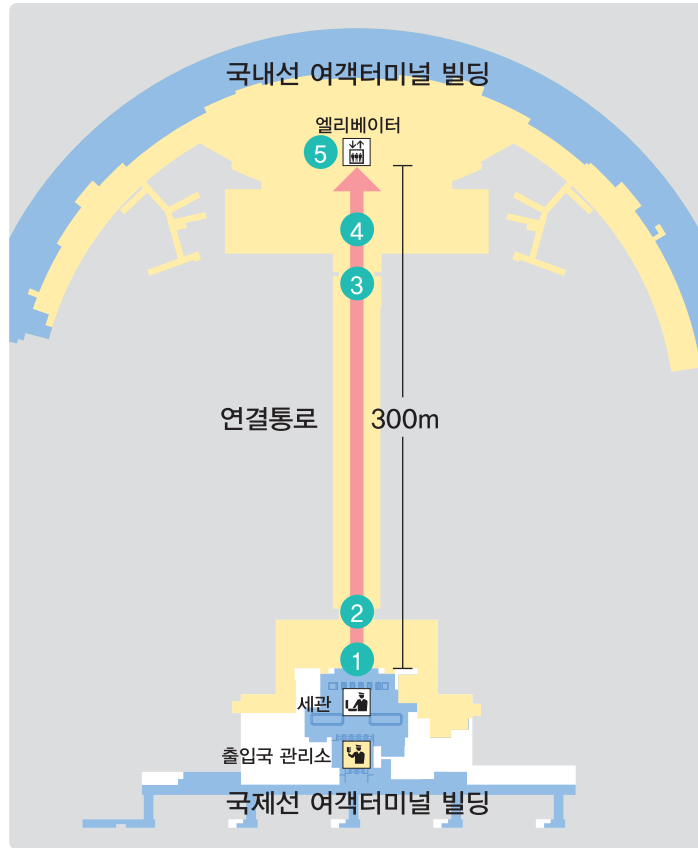 국내선 여객터미널 빌딩
엘리베이터
5
4
3
연결통로
300m
2
1
세관
출입국 관리소
국제선 여객터미널 빌딩